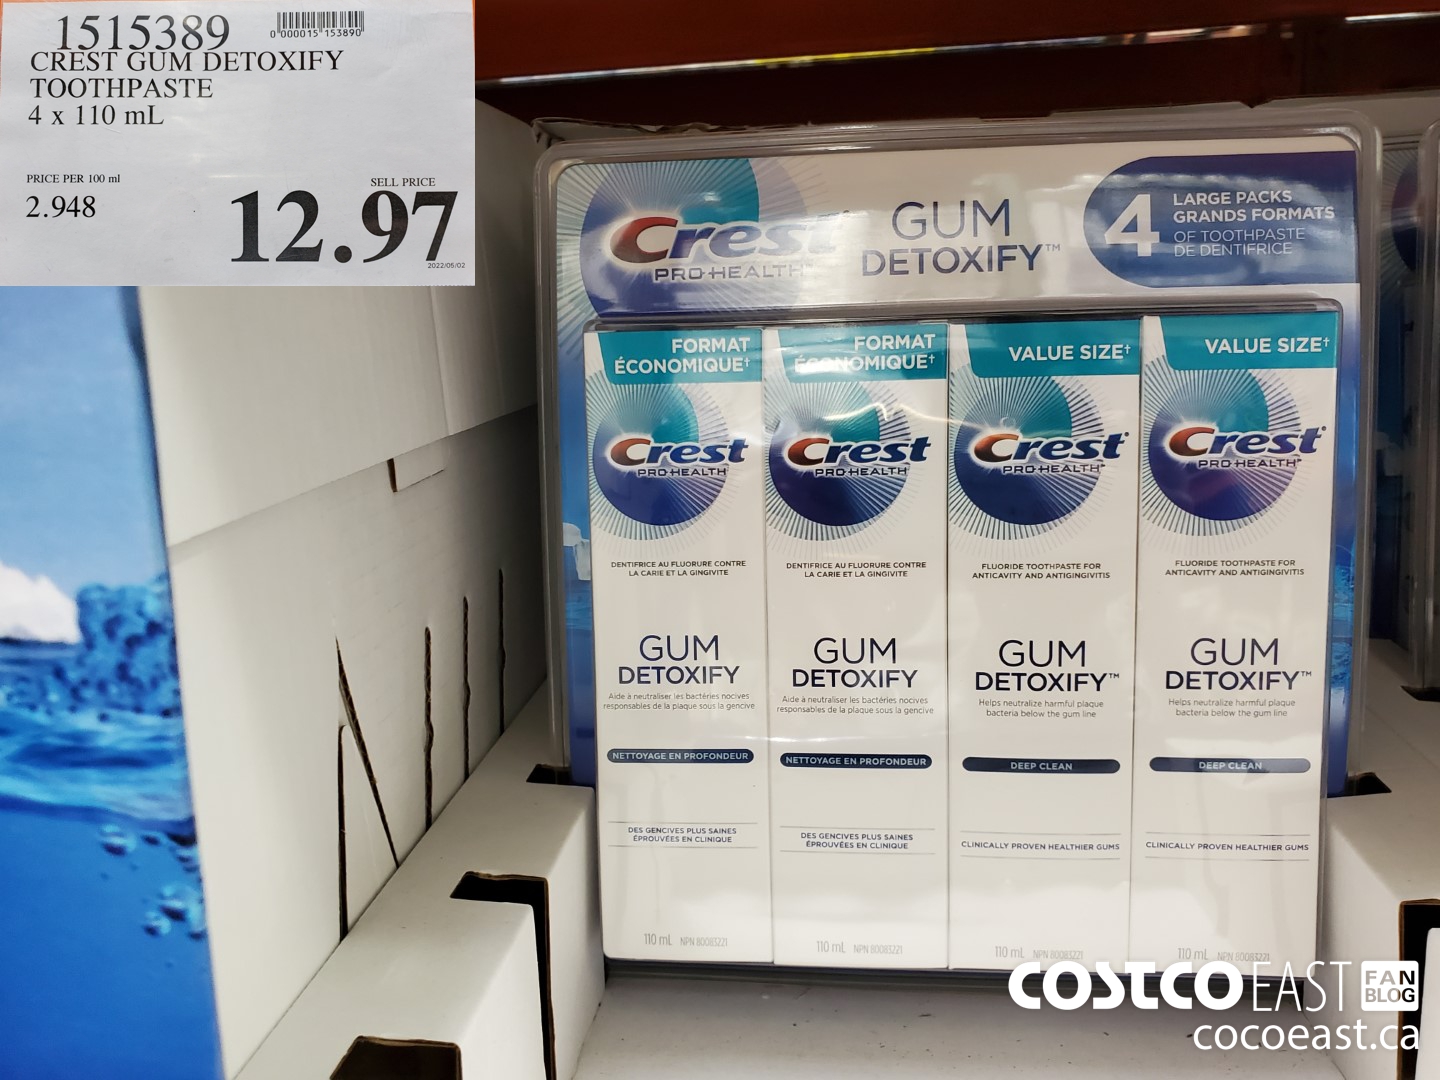 1515389
0 000015 153890
CREST GUM DETOXIFY
TOOTHPASTE
4 x 110 mL
PRICE PER 100 ml
2.948
SELL PRICE
12.97
2022/05/02
Crest
PRO-HEALTH
GUM
DETOXIFY™
4
LARGE PACKS
GRANDS FORMATS
OF TOOTHPASTE
DE DENTIFRICE
FORMAT
ÉCONOMIQUE†
Crest
PRO-HEALTH
DENTIFRICE AU FLUORURE CONTRE
LA CARIE ET LA GINGIVITE
GUM
DETOXIFY
Aide à neutraliser les bactéries nocives
responsables de la plaque sous la gencive
NETTOYAGE EN PROFONDEUR
DES GENCIVES PLUS SAINES
ÉPROUVÉES EN CLINIQUE
110 mL NPN 80083221
FORMAT
ÉCONOMIQUE†
Crest
PRO-HEALTH
DENTIFRICE AU FLUORURE CONTRE
LA CARIE ET LA GINGIVITE
GUM
DETOXIFY
Aide à neutraliser les bactéries nocives
responsables de la plaque sous la gencive
NETTOYAGE EN PROFONDEUR
DES GENCIVES PLUS SAINES
ÉPROUVÉES EN CLINIQUE
110 mL NPN 80083221
VALUE SIZE†
Crest
PRO-HEALTH
FLUORIDE TOOTHPASTE FOR
ANTICAVITY AND ANTIGINGIVITIS
GUM
DETOXIFY™
Helps neutralize harmful plaque
bacteria below the gum line
DEEP CLEAN
CLINICALLY PROVEN HEALTHIER GUMS
110 mL NPN 80083221
VALUE SIZE†
Crest
PRO-HEALTH
FLUORIDE TOOTHPASTE FOR
ANTICAVITY AND ANTIGINGIVITIS
GUM
DETOXIFY™
Helps neutralize harmful plaque
bacteria below the gum line
DEEP CLEAN
CLINICALLY PROVEN HEALTHIER GUMS
110 mL NPN 80083221
COSTCO EAST FAN BLOG
cocoeast.ca